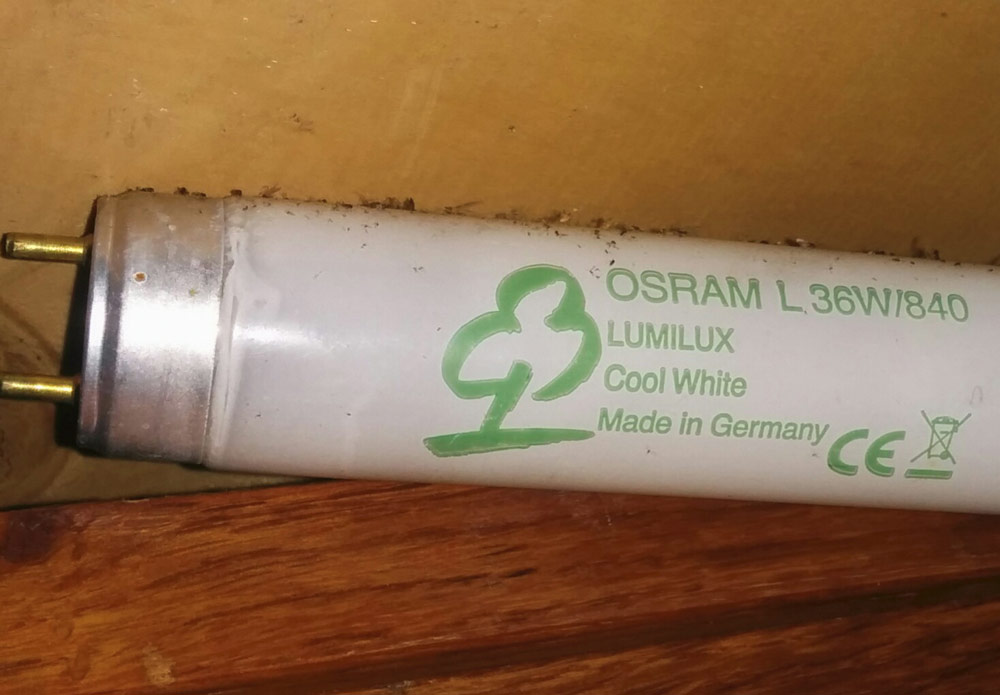 OSRAM L 36W/840
LUMILUX
Cool White
Made in Germany
CE